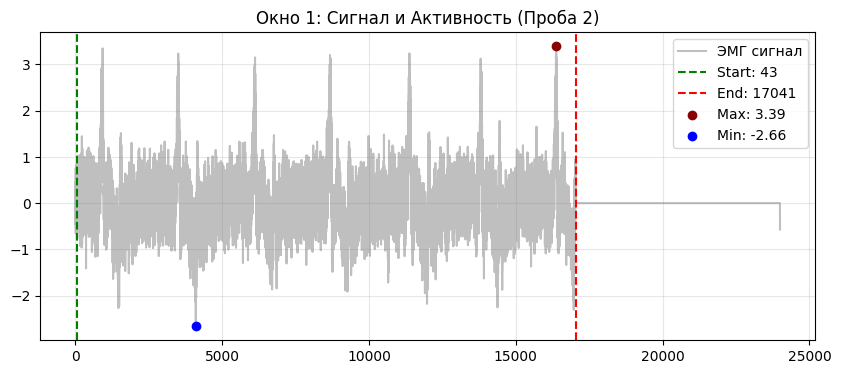 Окно 1: Сигнал и Активность (Проба 2)
ЭМГ сигнал
Start: 43
End: 17041
Max: 3.39
Min: -2.66
3
2
1
0
−1
−2
0
5000
10000
15000
20000
25000